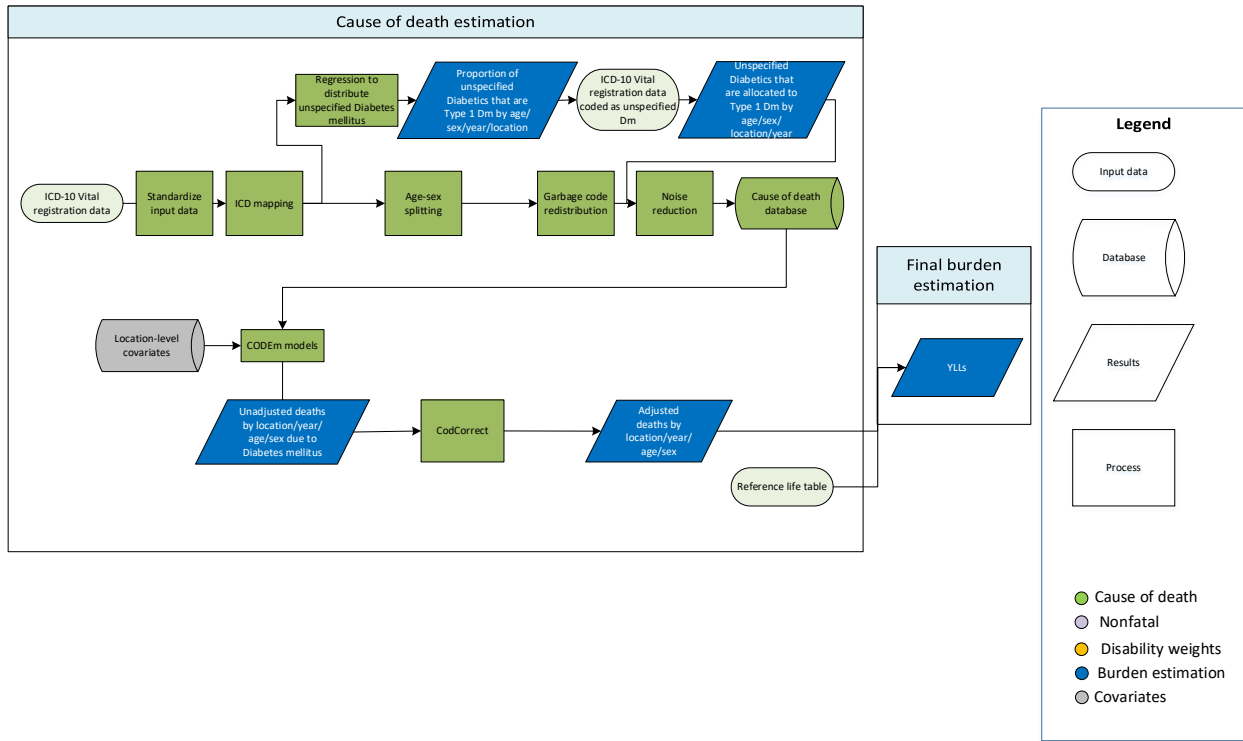 Cause of death estimation
Regression to
distribute
unspecified Diabetes
mellitus
Proportion of
unspecified
Diabetics that are
Type 1 Dm by age/
sex/year/location
ICD-10 Vital
registration data
coded as unspecified
Dm
Unspecified
Diabetics that
are allocated to
Type 1 Dm by
age/sex/
location/year
ICD-10 Vital
registration data
Standardize
input data
ICD mapping
Age-sex
splitting
Garbage code
redistribution
Noise
reduction
Cause of death
database
Location-level
covariates
CODEm models
Unadjusted deaths
by location/year/
age/sex due to
Diabetes mellitus
CodCorrect
Adjusted
deaths by
location/year/
age/sex
Reference life table
Final burden
estimation
YLLs
Legend
Input data
Database
Results
Process
Cause of death
Nonfatal
Disability weights
Burden estimation
Covariates